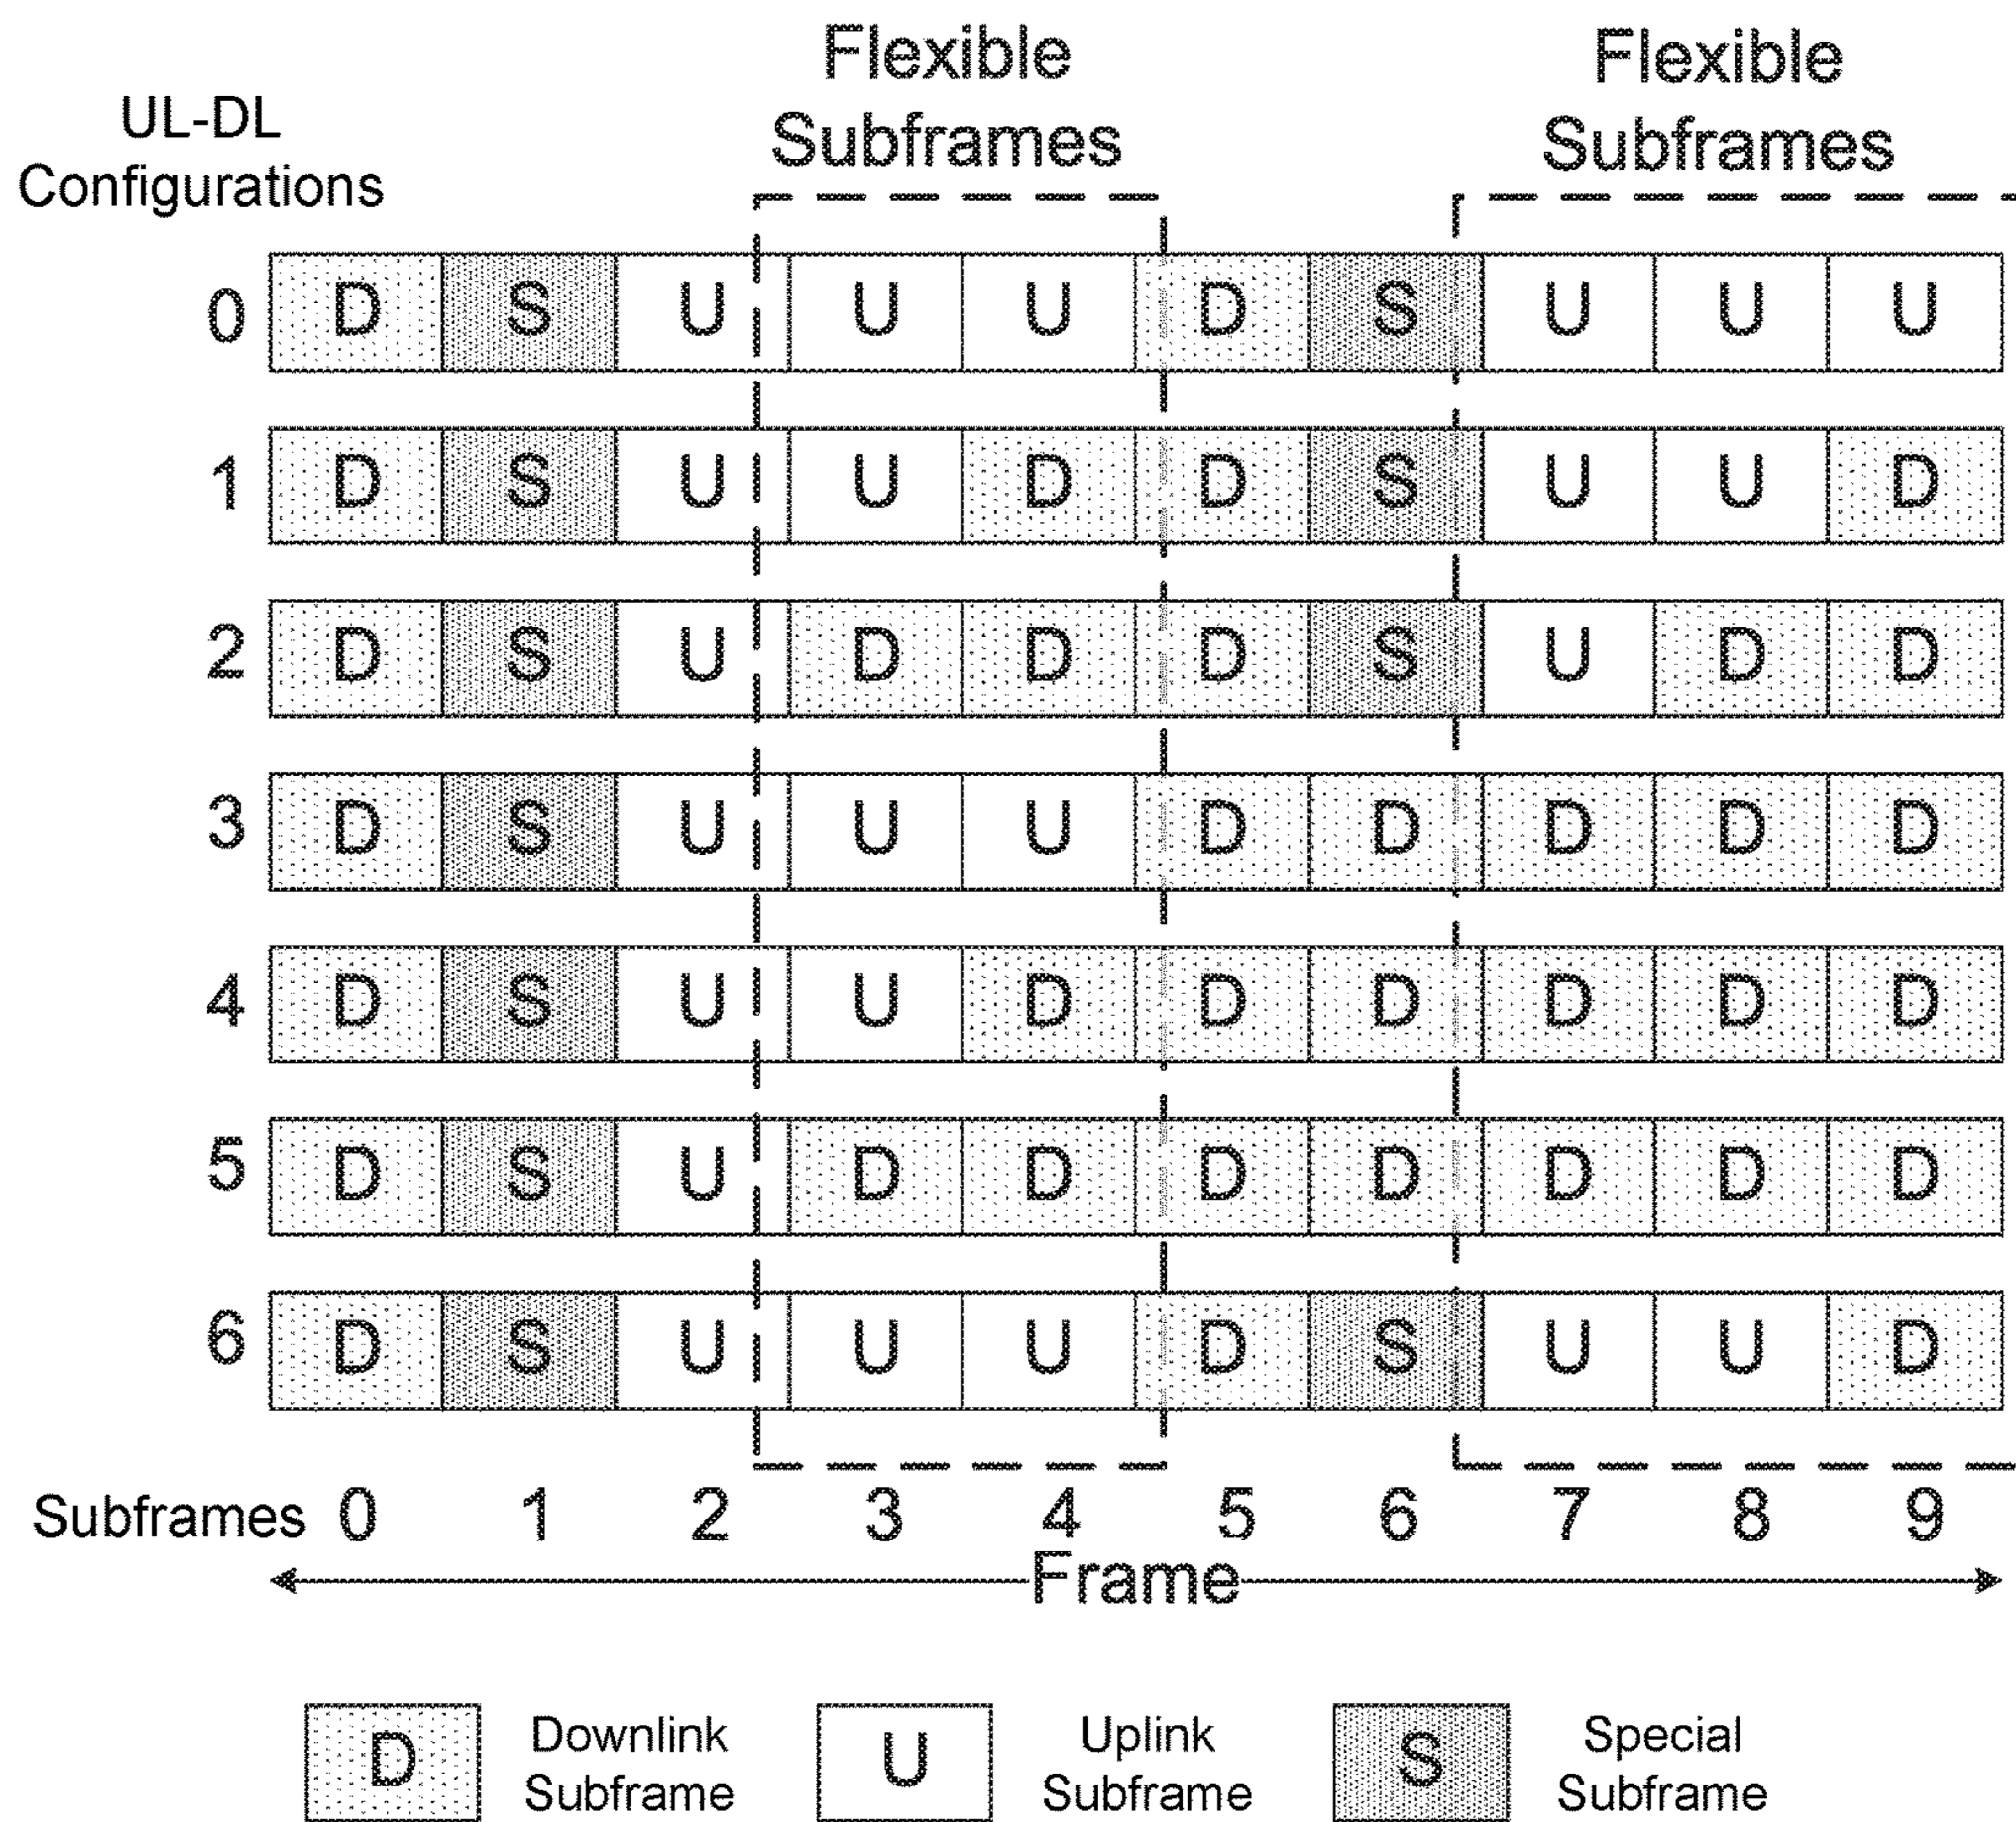 Flexible Subframes
Flexible Subframes
UL-DL Configurations
0 D S U U U D S U U U
1 D S U U D D S U U D
2 D S U D D D S U D D
3 D S U U U D D D D D
4 D S U U D D D D D D
5 D S U D D D D D D D
6 D S U U U D S U U D
Subframes 0 1 2 3 4 5 6 7 8 9
Frame
D Downlink Subframe
U Uplink Subframe
S Special Subframe